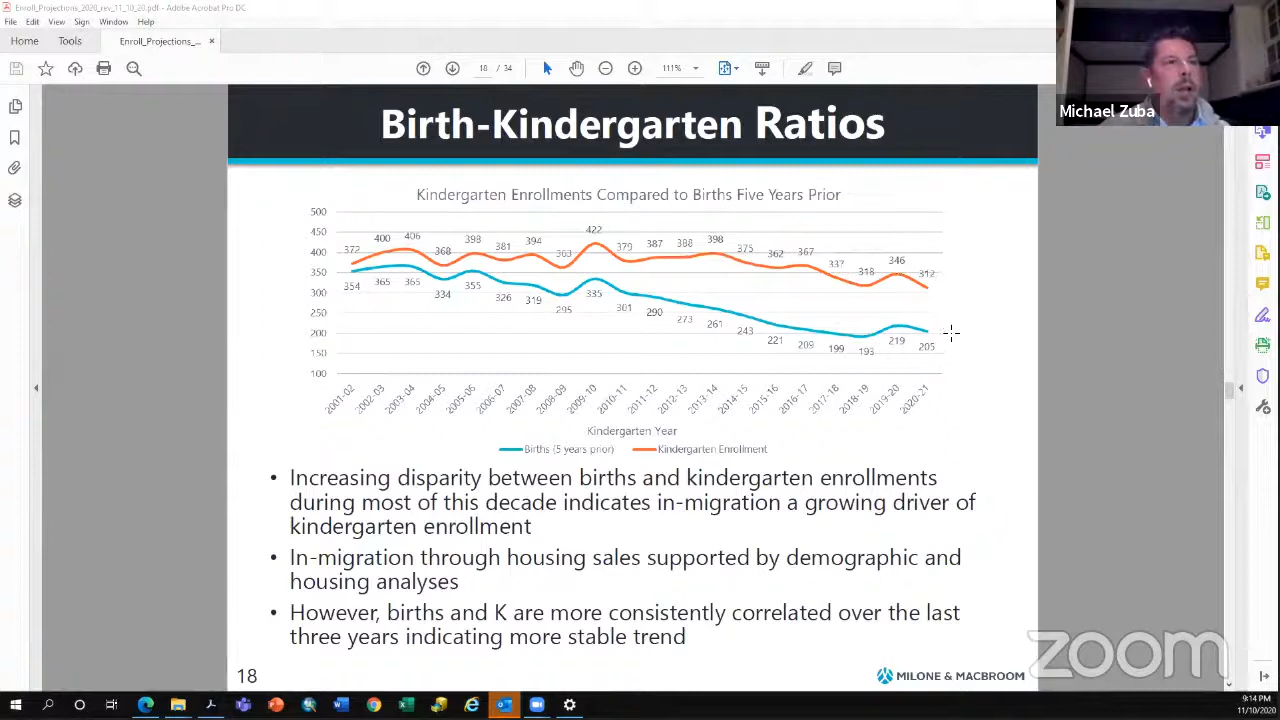 Enroll_Projections_2020_rev_11_10_20.pdf - Adobe Acrobat Pro DC
File Edit View Sign Window Help
Home Tools Enroll_Projections_... ×
18 / 34 111%
Michael Zuba
Birth-Kindergarten Ratios
Kindergarten Enrollments Compared to Births Five Years Prior
500
450
400
350
300
250
200
150
100
372 400 406 368 398 381 394 363 422 379 387 388 398 375 362 367 337 318 346 312
354 365 365 334 355 326 319 295 335 301 290 273 261 243 221 209 199 193 219 205
2001-02 2002-03 2003-04 2004-05 2005-06 2006-07 2007-08 2008-09 2009-10 2010-11 2011-12 2012-13 2013-14 2014-15 2015-16 2016-17 2017-18 2018-19 2019-20 2020-21
Kindergarten Year
Births (5 years prior) Kindergarten Enrollment
• Increasing disparity between births and kindergarten enrollments
during most of this decade indicates in-migration a growing driver of
kindergarten enrollment
• In-migration through housing sales supported by demographic and
housing analyses
• However, births and K are more consistently correlated over the last
three years indicating more stable trend
18
MILONE & MACBROOM
zoom
9:14 PM
11/10/2020